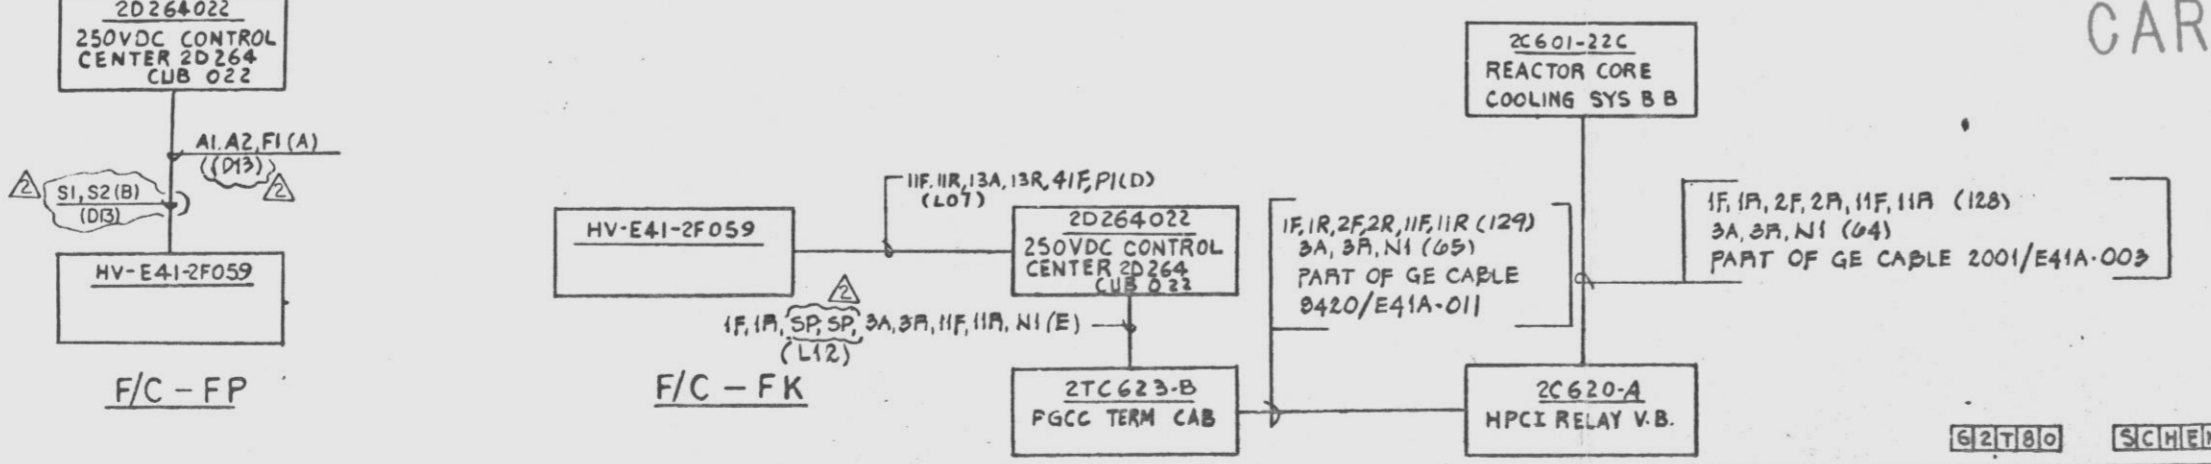 2D264022
250VDC CONTROL
CENTER 2D264
CUB 022
A1.A2,F1(A)
(D13)
2
2
S1,S2(B)
(D13)
HV-E41-2F059
F/C-FP
HV-E41-2F059
11F.11R,13A,13R,41F,P1(D)
(L07)
2D264022
250VDC CONTROL
CENTER 2D264
CUB 022
2
1F,1R,SP,SP,3A,3R,11F,11R,N1(E)
(L12)
F/C-FK
2TC623-B
FGCC TERM CAB
1F,1R,2F,2R,11F,11R(129)
3A,3R,N1(65)
PART OF GE CABLE
9420/E41A-011
2C601-22C
REACTOR CORE
COOLING SYS B B
1F,1R,2F,2R,11F,11R (128)
3A,3R,N1 (64)
PART OF GE CABLE 2001/E41A-003
2C620-A
HPCI RELAY V.B.
CAR
62T80
SCHE